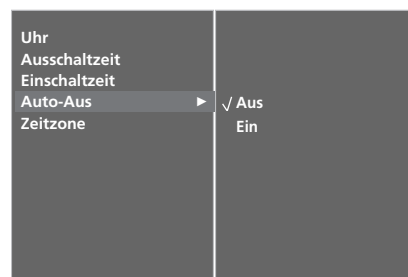 Uhr
Ausschaltzeit
Einschaltzeit
Auto-Aus ► √ Aus
Ein
Zeitzone